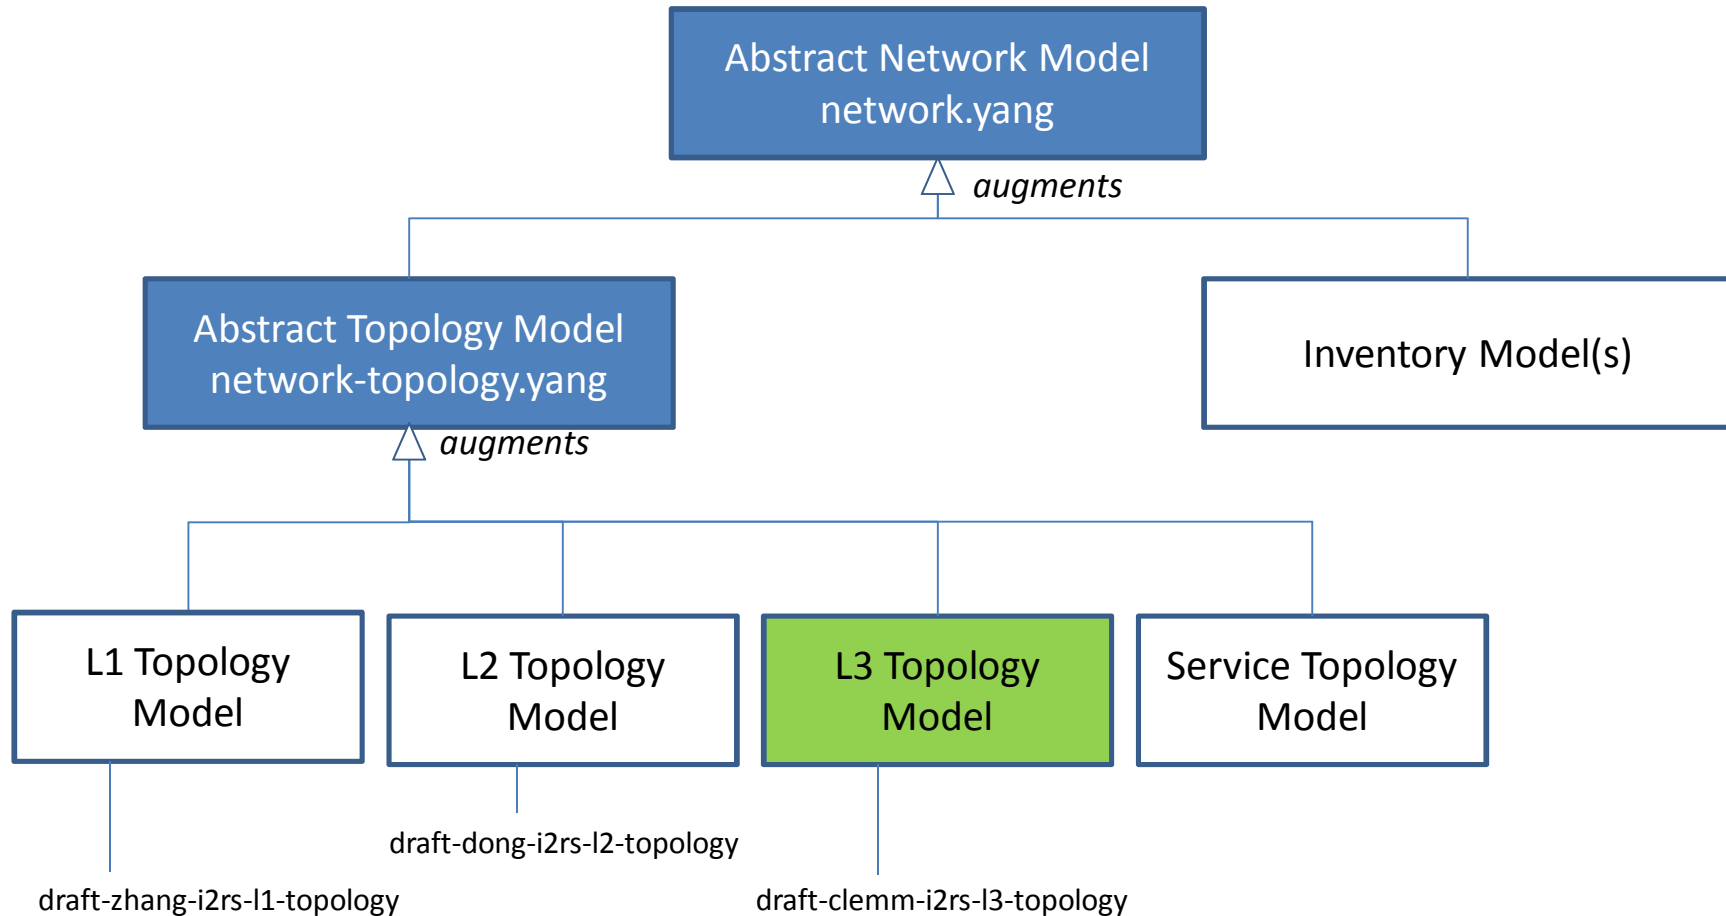 Abstract Network Model
network.yang
augments
Abstract Topology Model
network-topology.yang
Inventory Model(s)
augments
L1 Topology
Model
L2 Topology
Model
L3 Topology
Model
Service Topology
Model
draft-dong-i2rs-l2-topology
draft-zhang-i2rs-l1-topology
draft-clemm-i2rs-l3-topology